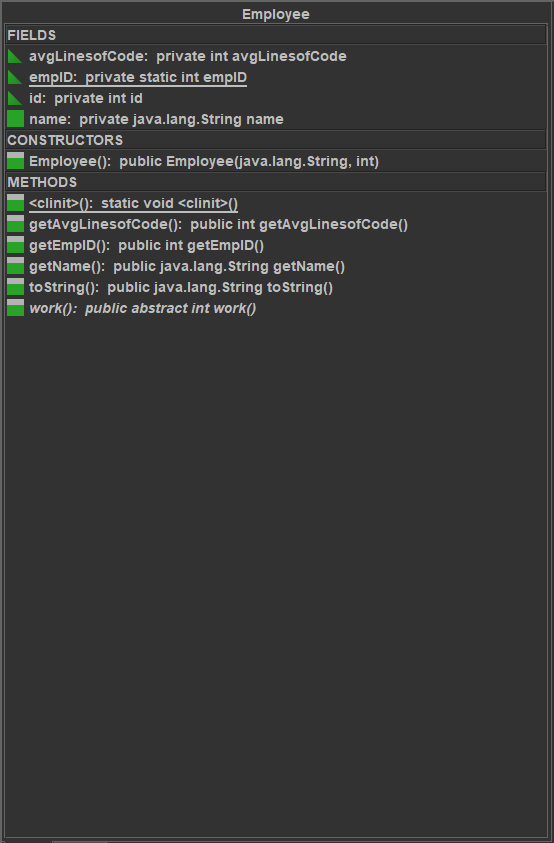 Employee
FIELDS
avgLinesofCode: private int avgLinesofCode
empID: private static int empID
id: private int id
name: private java.lang.String name
CONSTRUCTORS
Employee(): public Employee(java.lang.String, int)
METHODS
<clinit>(): static void <clinit>()
getAvgLinesofCode(): public int getAvgLinesofCode()
getEmpID(): public int getEmpID()
getName(): public java.lang.String getName()
toString(): public java.lang.String toString()
work(): public abstract int work()